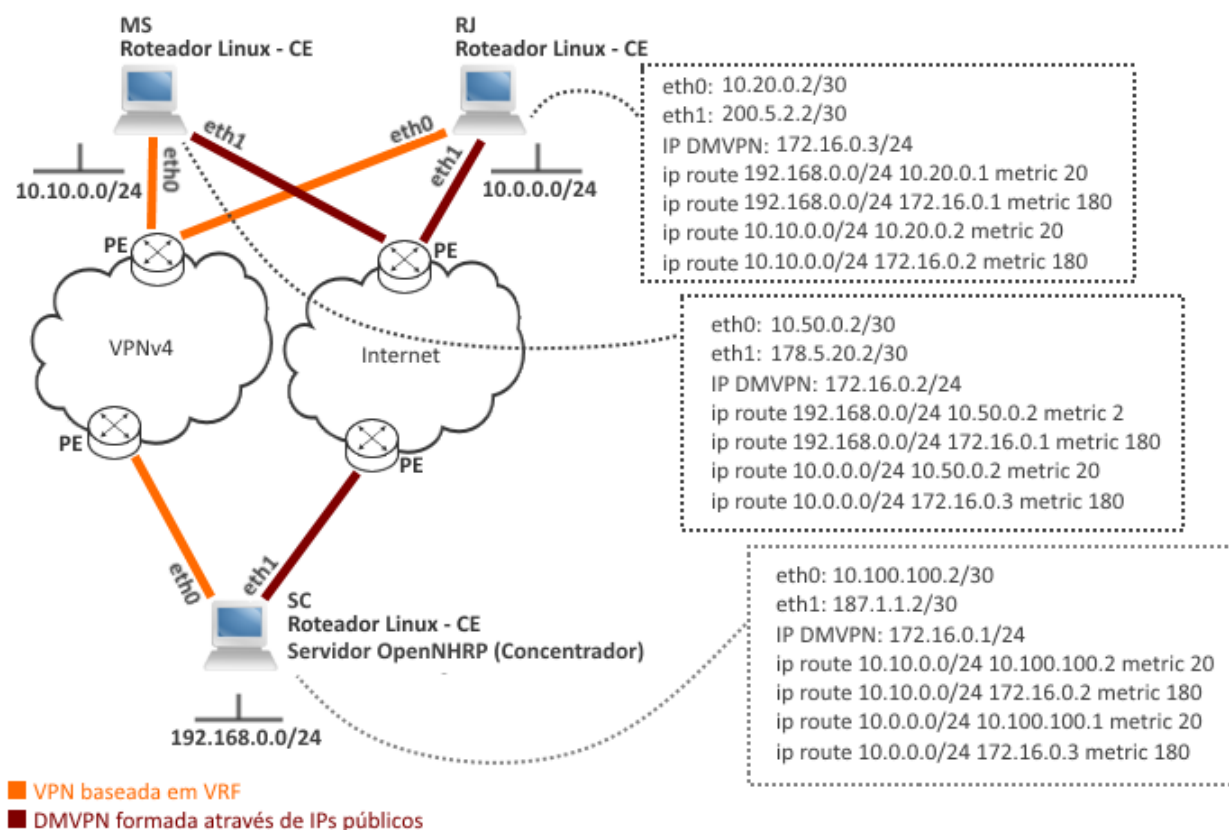 MS
Roteador Linux - CE
RJ
Roteador Linux - CE
eth0
eth1
eth0
eth1
10.10.0.0/24
10.0.0.0/24
PE
PE
VPNv4
Internet
PE
PE
eth0
eth1
SC
Roteador Linux - CE
Servidor OpenNHRP (Concentrador)
192.168.0.0/24
eth0: 10.20.0.2/30
eth1: 200.5.2.2/30
IP DMVPN: 172.16.0.3/24
ip route 192.168.0.0/24 10.20.0.1 metric 20
ip route 192.168.0.0/24 172.16.0.1 metric 180
ip route 10.10.0.0/24 10.20.0.2 metric 20
ip route 10.10.0.0/24 172.16.0.2 metric 180
eth0: 10.50.0.2/30
eth1: 178.5.20.2/30
IP DMVPN: 172.16.0.2/24
ip route 192.168.0.0/24 10.50.0.2 metric 2
ip route 192.168.0.0/24 172.16.0.1 metric 180
ip route 10.0.0.0/24 10.50.0.2 metric 20
ip route 10.0.0.0/24 172.16.0.3 metric 180
eth0: 10.100.100.2/30
eth1: 187.1.1.2/30
IP DMVPN: 172.16.0.1/24
ip route 10.10.0.0/24 10.100.100.2 metric 20
ip route 10.10.0.0/24 172.16.0.2 metric 180
ip route 10.0.0.0/24 10.100.100.1 metric 20
ip route 10.0.0.0/24 172.16.0.3 metric 180
VPN baseada em VRF
DMVPN formada através de IPs públicos